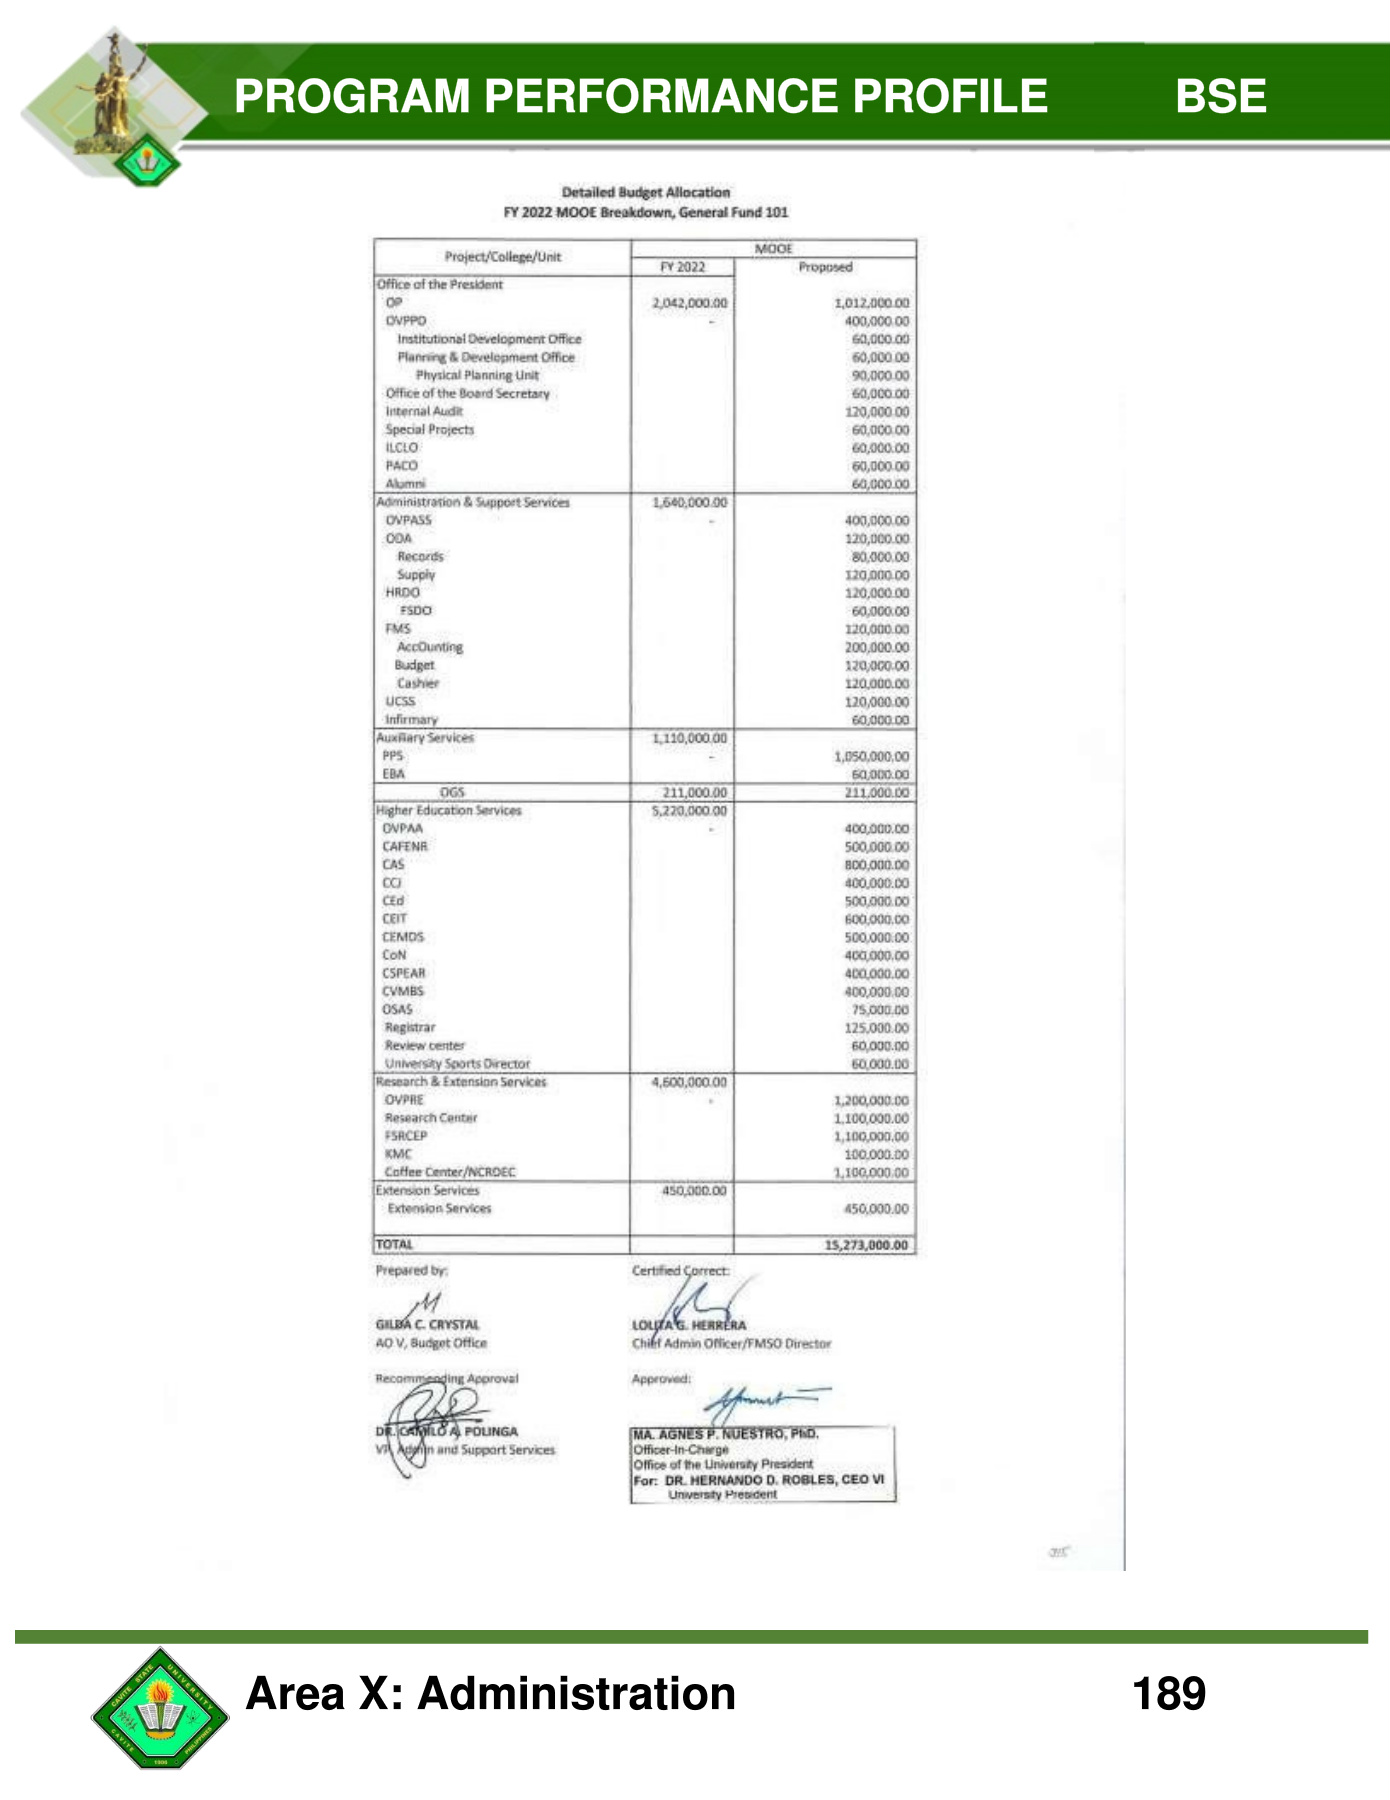 PROGRAM PERFORMANCE PROFILE BSE
Detailed Budget Allocation
FY 2022 MOOE Breakdown, General Fund 101
Project/College/Unit MOOE
FY 2022 Proposed
Office of the President
OP 2,042,000.00 1,012,000.00
OVPPD - 400,000.00
Institutional Development Office 60,000.00
Planning & Development Office 60,000.00
Physical Planning Unit 90,000.00
Office of the Board Secretary 60,000.00
Internal Audit 120,000.00
Special Projects 60,000.00
ILCLO 60,000.00
PACO 60,000.00
Alumni 60,000.00
Administration & Support Services 1,640,000.00
OVPASS - 400,000.00
ODA 120,000.00
Records 80,000.00
Supply 120,000.00
HRDO 120,000.00
FSDO 60,000.00
FMS 120,000.00
AccOunting 200,000.00
Budget 120,000.00
Cashier 120,000.00
UCSS 120,000.00
Infirmary 60,000.00
Auxiliary Services 1,110,000.00
PPS - 1,050,000.00
EBA 60,000.00
OGS 211,000.00 211,000.00
Higher Education Services 5,220,000.00
OVPAA - 400,000.00
CAFENR 500,000.00
CAS 800,000.00
CCJ 400,000.00
CEd 500,000.00
CEIT 600,000.00
CEMDS 500,000.00
CoN 400,000.00
CSPEAR 400,000.00
CVMBS 400,000.00
OSAS 75,000.00
Registrar 125,000.00
Review center 60,000.00
University Sports Director 60,000.00
Research & Extension Services 4,600,000.00
OVPRE - 1,200,000.00
Research Center 1,100,000.00
FSRCEP 1,100,000.00
KMC 100,000.00
Coffee Center/NCRDEC 1,100,000.00
Extension Services 450,000.00
Extension Services 450,000.00
TOTAL 15,273,000.00
Prepared by: Certified Correct:
GILDA C. CRYSTAL LOLITA G. HERRERA
AO V, Budget Office Chief Admin Officer/FMSO Director
Recommending Approval Approved:
DR. CAMILO A. POLINGA MA. AGNES P. NUESTRO, PhD.
VP, Admin and Support Services Officer-In-Charge
Office of the University President
For: DR. HERNANDO D. ROBLES, CEO VI
University President
CAVITE STATE UNIVERSITY
CAVITE PHILIPPINES
1906
Area X: Administration 189